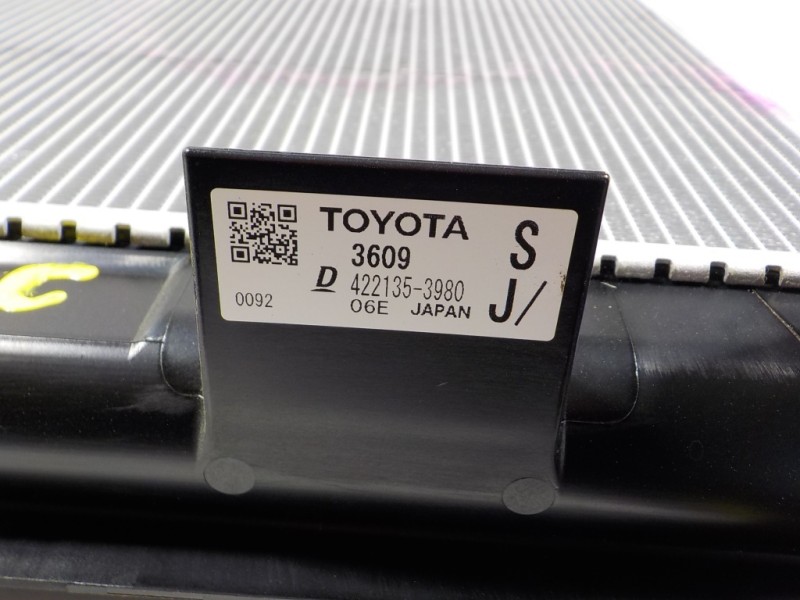 TOYOTA S
3609
D 422135-3980 J/
0092 06E JAPAN
C